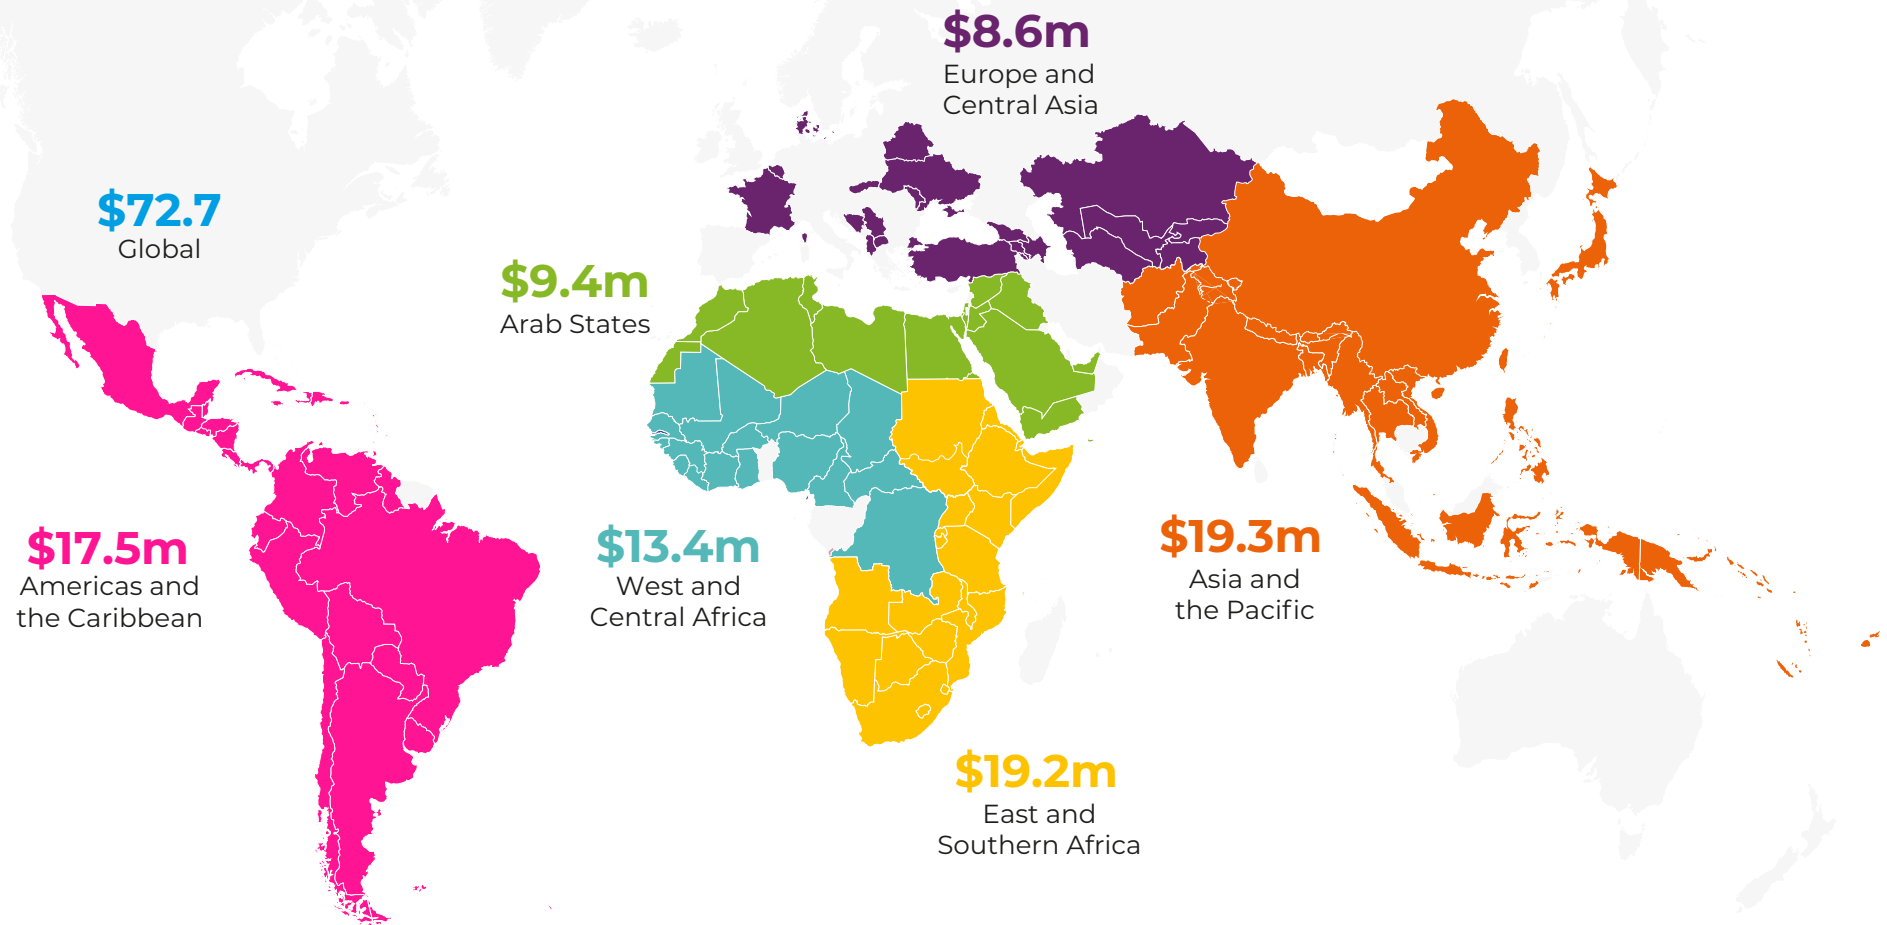 $8.6m
Europe and
Central Asia
$72.7
Global
$9.4m
Arab States
$17.5m
Americas and
the Caribbean
$13.4m
West and
Central Africa
$19.3m
Asia and
the Pacific
$19.2m
East and
Southern Africa